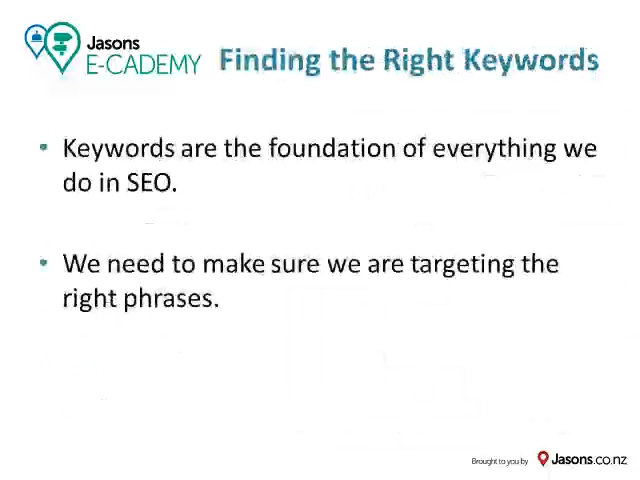 Jasons
E-CADEMY
Finding the Right Keywords
• Keywords are the foundation of everything we
do in SEO.
• We need to make sure we are targeting the
right phrases.
Brought to you by Jasons.co.nz